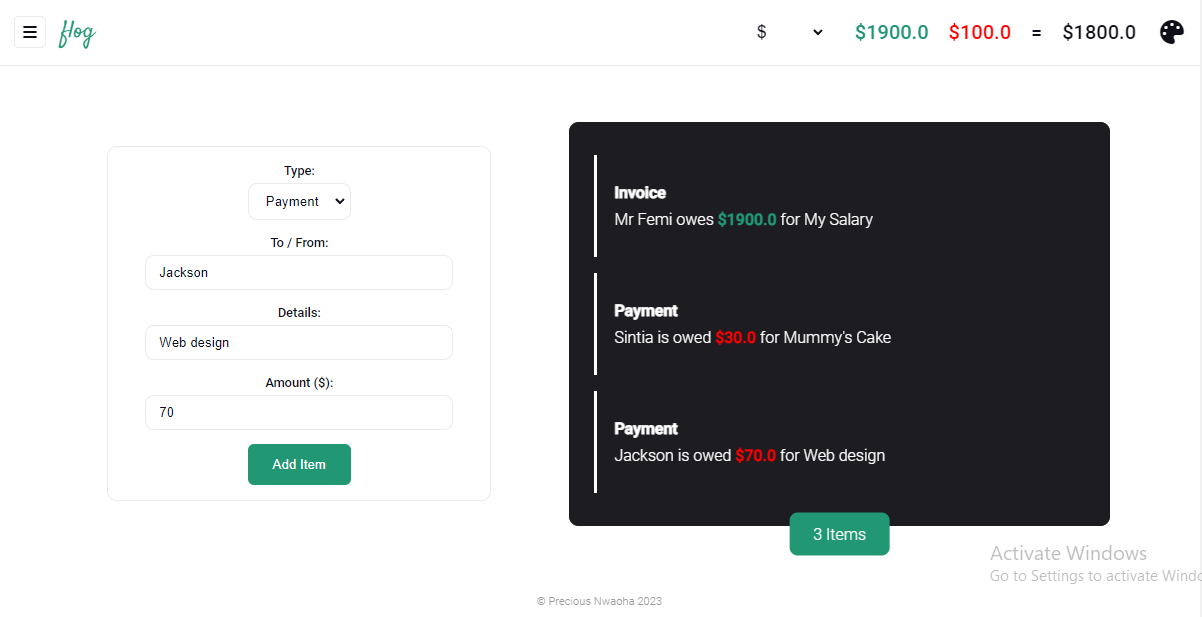 flog
$
$1900.0 $100.0 = $1800.0
Type:
Payment
To / From:
Jackson
Details:
Web design
Amount ($):
70
Add Item
Invoice
Mr Femi owes $1900.0 for My Salary
Payment
Sintia is owed $30.0 for Mummy's Cake
Payment
Jackson is owed $70.0 for Web design
3 Items
Activate Windows
Go to Settings to activate Windo
© Precious Nwaoha 2023